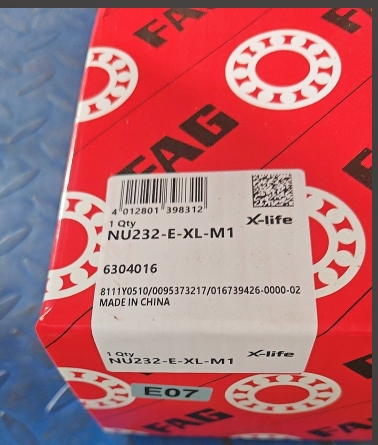 FAG
FAG
4 012801 398312
1 Qty
NU232-E-XL-M1
X-life
6304016
8111Y0510/0095373217/016739426-0000-02
MADE IN CHINA
1 Qty
NU232-E-XL-M1
X-life
E07
FAG